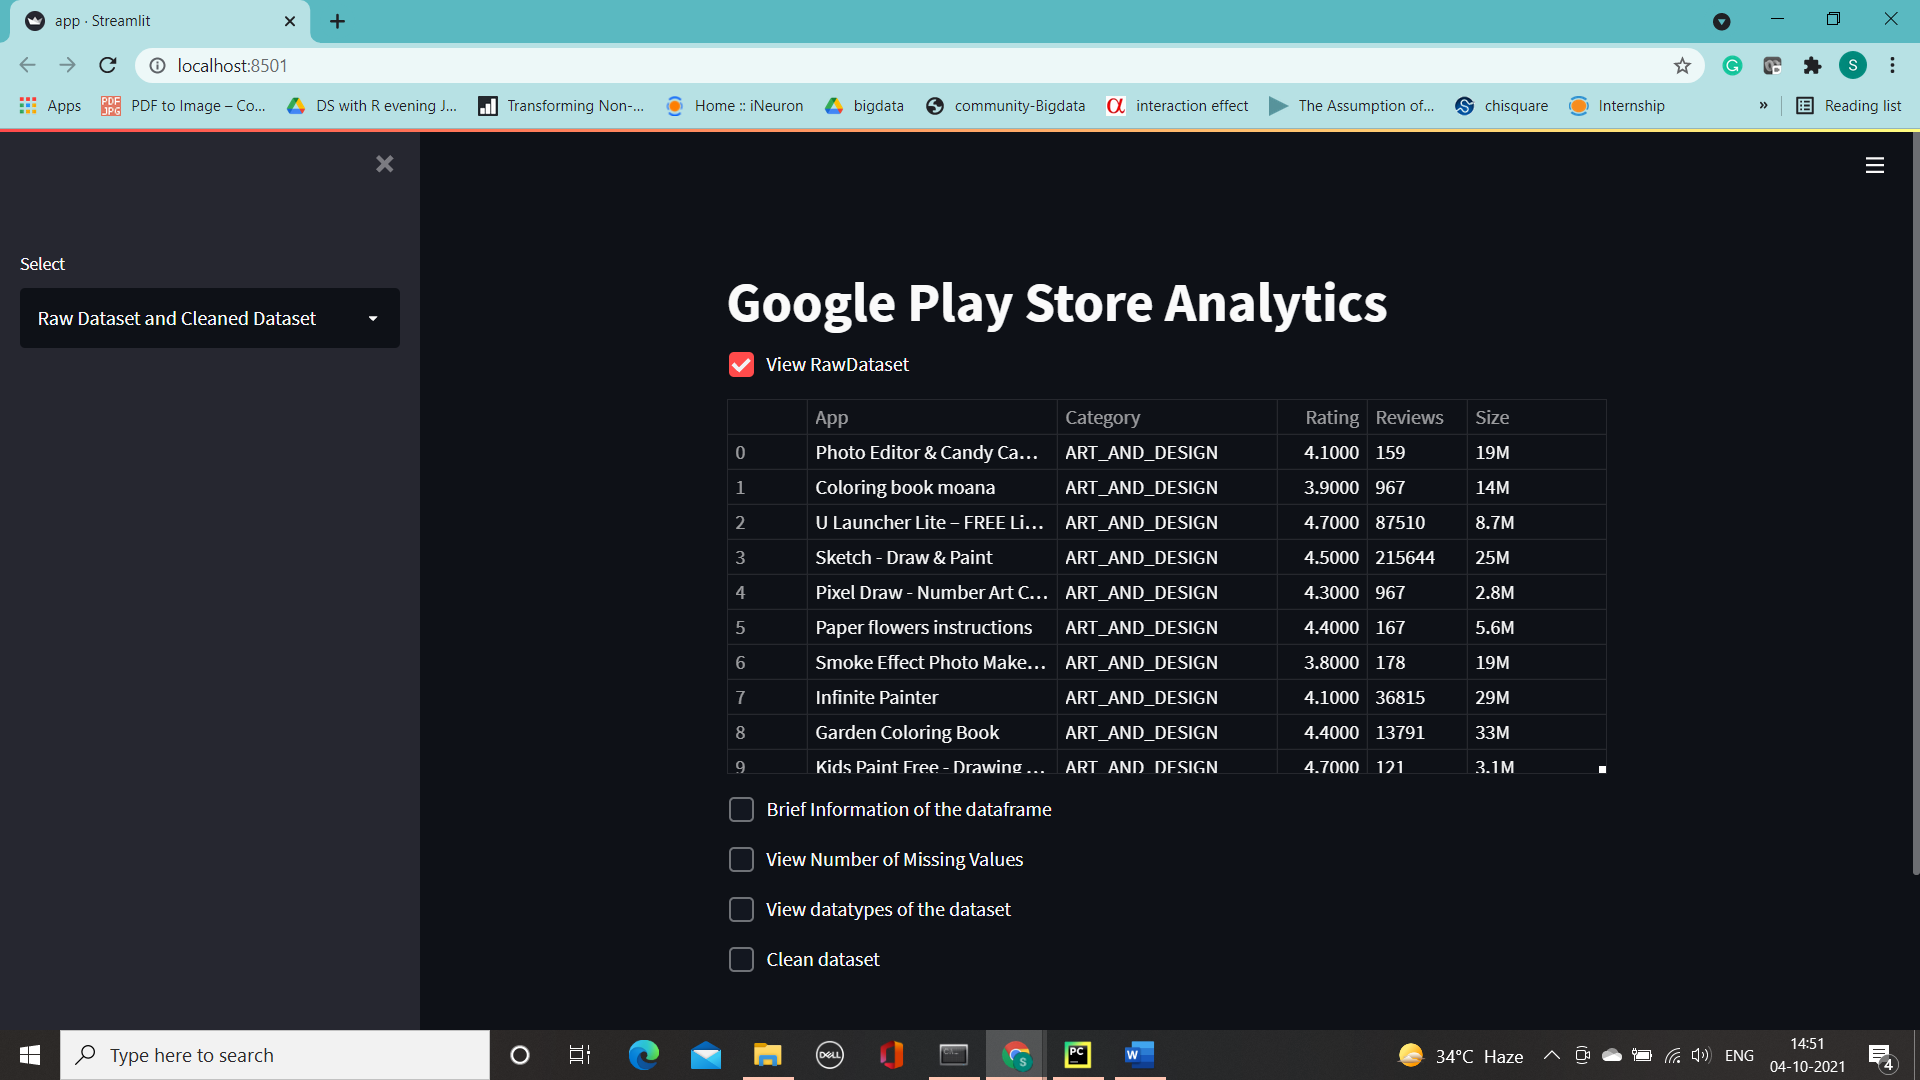 app · Streamlit
localhost:8501
Apps PDF to Image – Co... DS with R evening J... Transforming Non-... Home :: iNeuron bigdata community-Bigdata interaction effect The Assumption of... chisquare Internship » Reading list
Select
Raw Dataset and Cleaned Dataset
Google Play Store Analytics
View RawDataset
App Category Rating Reviews Size
0 Photo Editor & Candy Ca... ART_AND_DESIGN 4.1000 159 19M
1 Coloring book moana ART_AND_DESIGN 3.9000 967 14M
2 U Launcher Lite – FREE Li... ART_AND_DESIGN 4.7000 87510 8.7M
3 Sketch - Draw & Paint ART_AND_DESIGN 4.5000 215644 25M
4 Pixel Draw - Number Art C... ART_AND_DESIGN 4.3000 967 2.8M
5 Paper flowers instructions ART_AND_DESIGN 4.4000 167 5.6M
6 Smoke Effect Photo Make... ART_AND_DESIGN 3.8000 178 19M
7 Infinite Painter ART_AND_DESIGN 4.1000 36815 29M
8 Garden Coloring Book ART_AND_DESIGN 4.4000 13791 33M
9 Kids Paint Free - Drawing ... ART_AND_DESIGN 4.7000 121 3.1M
Brief Information of the dataframe
View Number of Missing Values
View datatypes of the dataset
Clean dataset
Type here to search
34°C Haze
ENG
14:51
04-10-2021
4